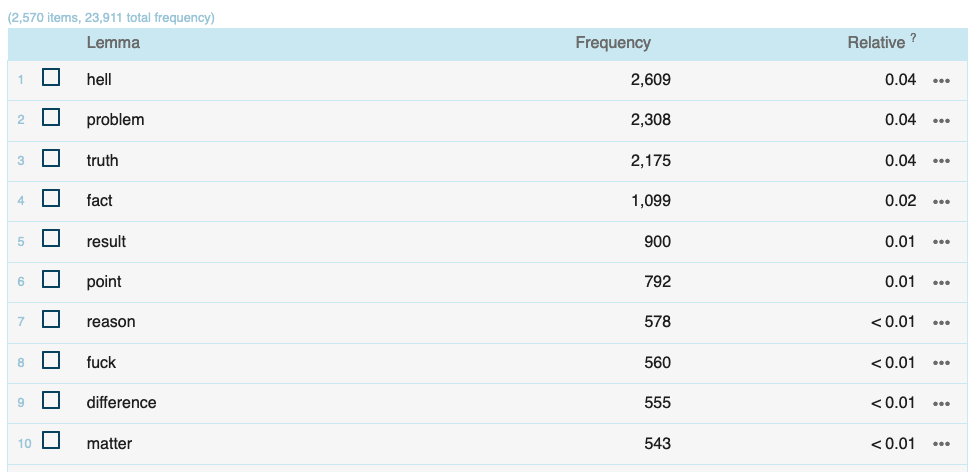 (2,570 items, 23,911 total frequency)
Lemma Frequency Relative ?
1 hell 2,609 0.04 •••
2 problem 2,308 0.04 •••
3 truth 2,175 0.04 •••
4 fact 1,099 0.02 •••
5 result 900 0.01 •••
6 point 792 0.01 •••
7 reason 578 < 0.01 •••
8 fuck 560 < 0.01 •••
9 difference 555 < 0.01 •••
10 matter 543 < 0.01 •••